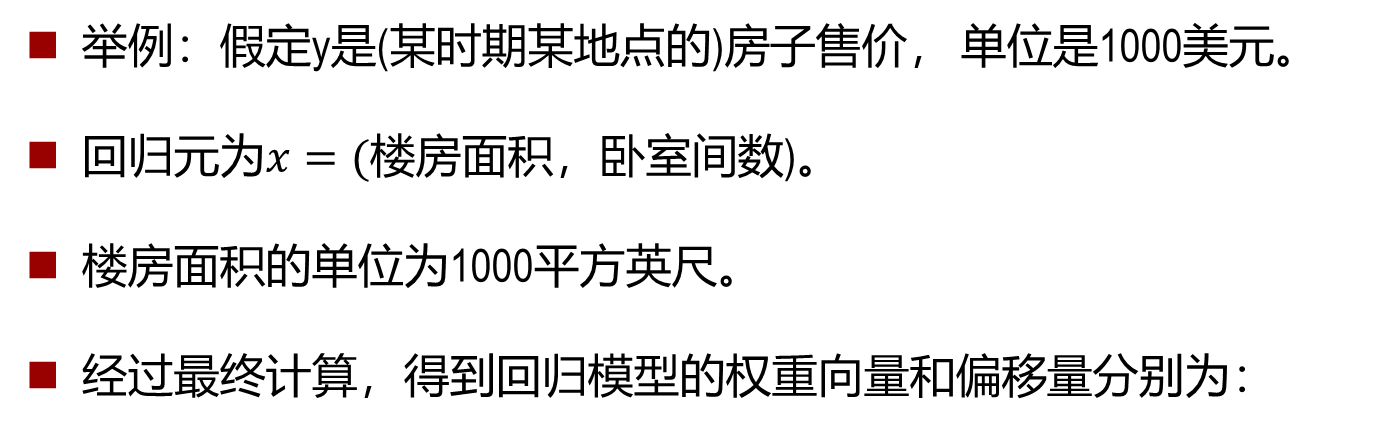 举例：假定y是(某时期某地点的)房子售价， 单位是1000美元。
回归元为x = (楼房面积，卧室间数)。
楼房面积的单位为1000平方英尺。
经过最终计算，得到回归模型的权重向量和偏移量分别为：